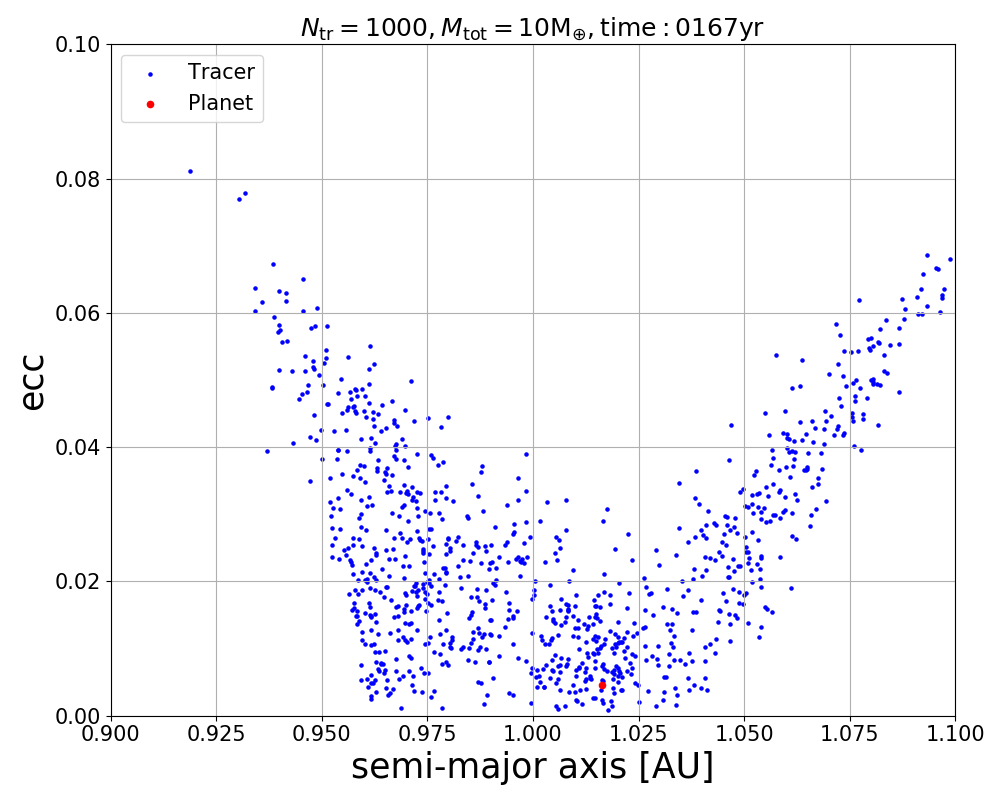 N_tr = 1000, M_tot = 10M_⊕, time : 0167yr
Tracer
Planet
ecc
0.10
0.08
0.06
0.04
0.02
0.00
0.900 0.925 0.950 0.975 1.000 1.025 1.050 1.075 1.100
semi-major axis [AU]